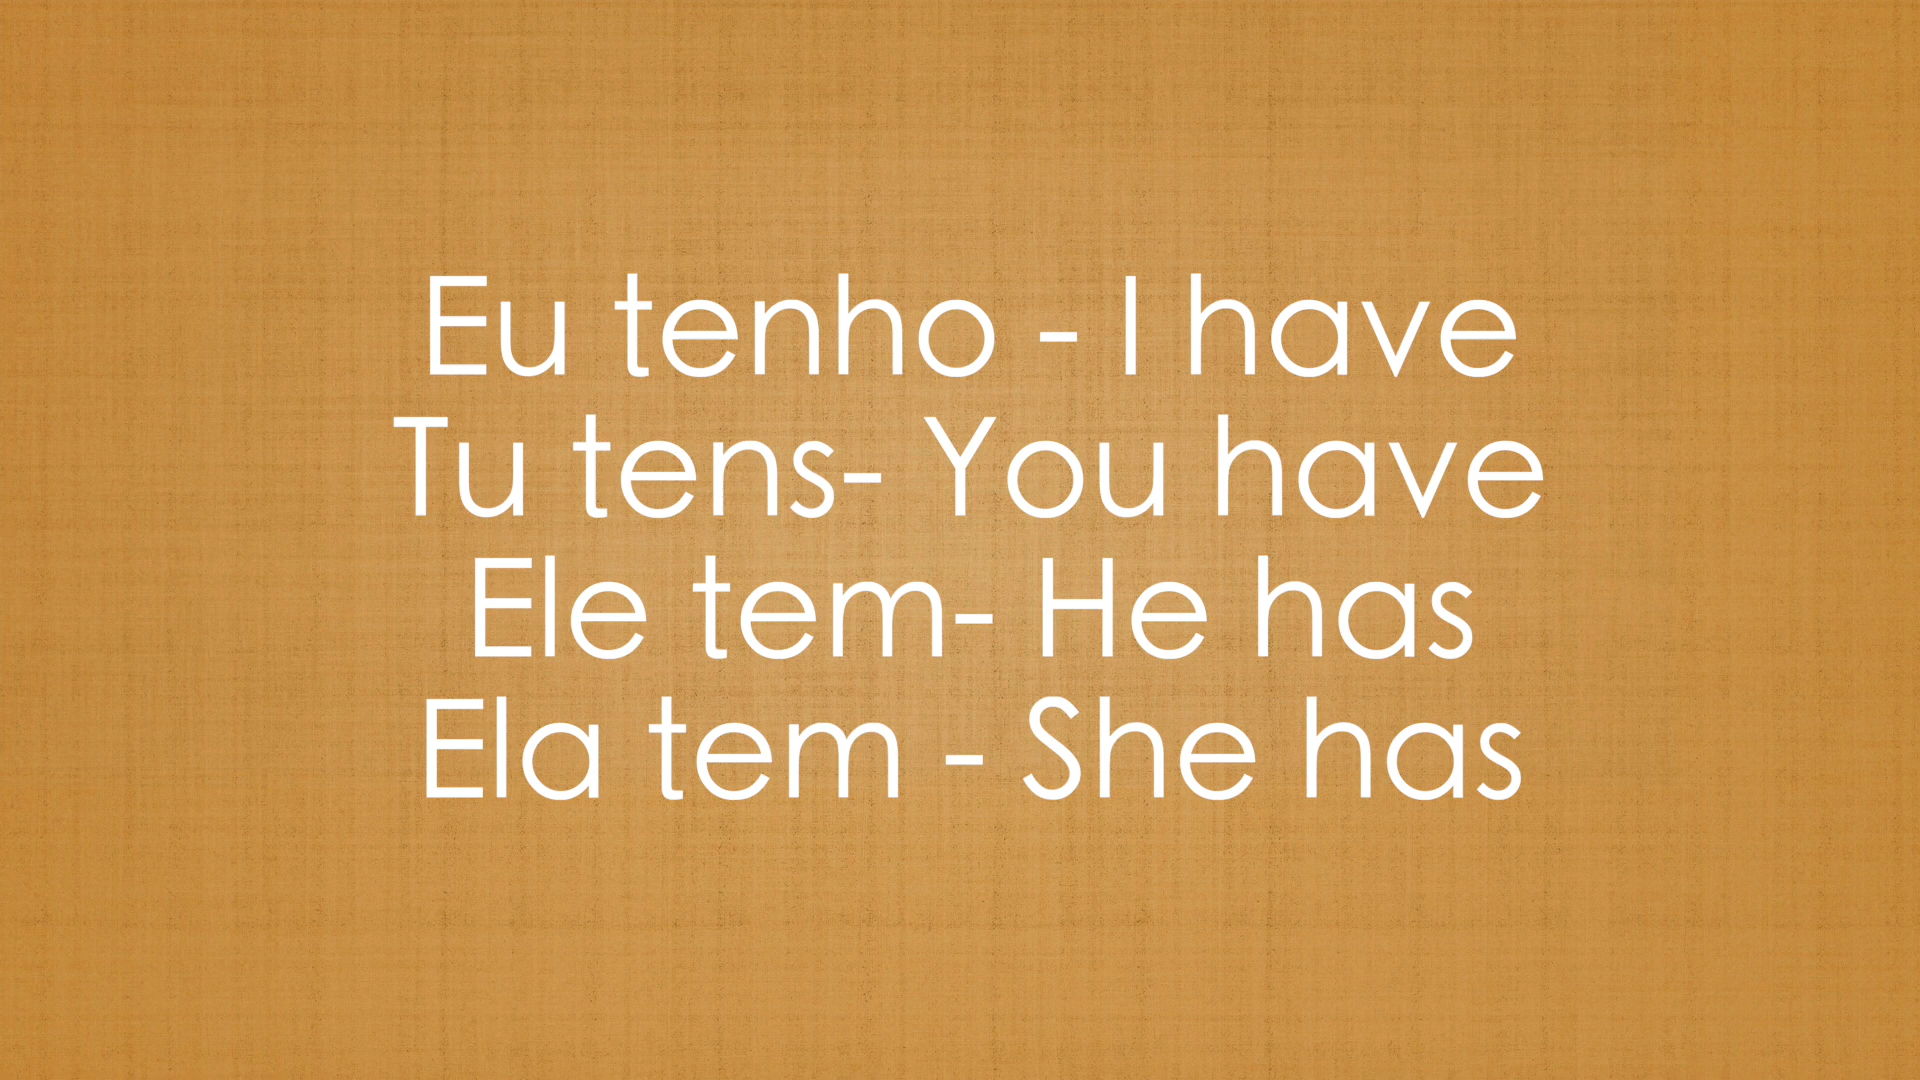 Eu tenho - I have
Tu tens- You have
Ele tem- He has
Ela tem - She has